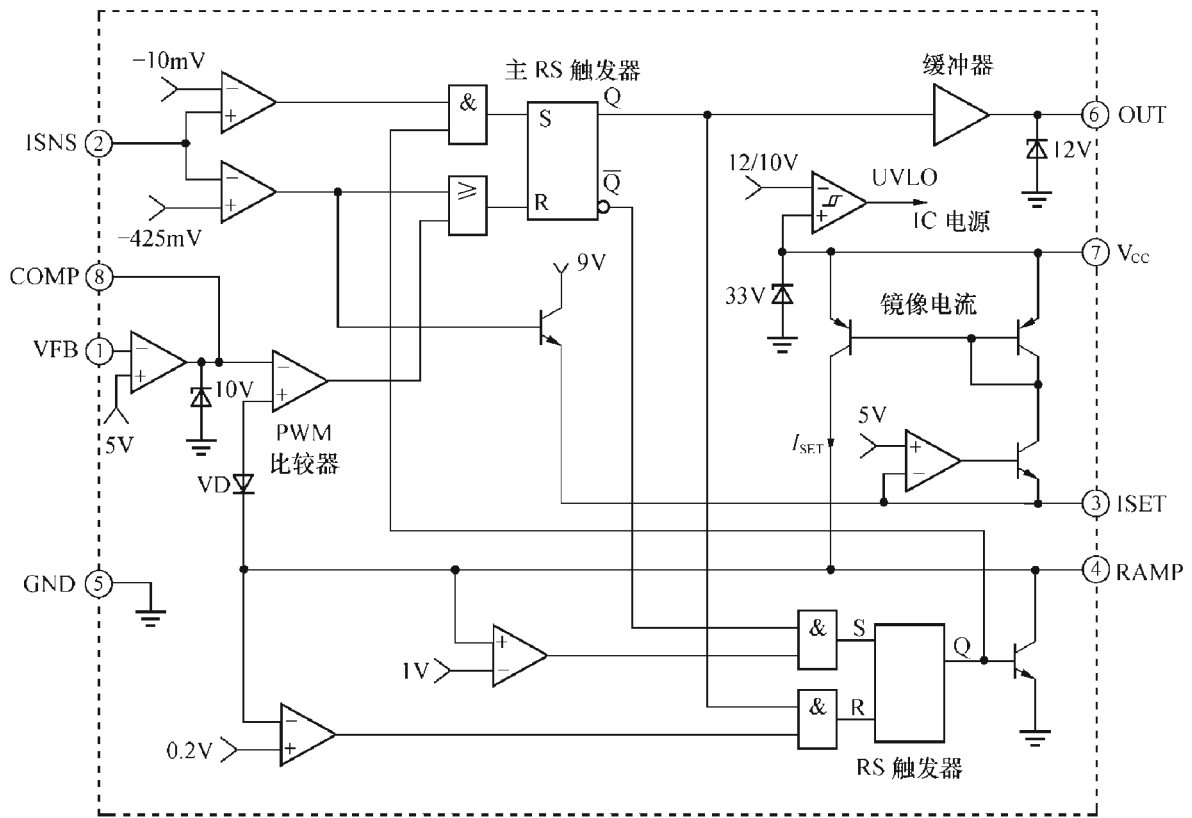 −10mV
−
+
ISNS
2
−
+
−425mV
&
≥
主 RS 触发器
S
Q
R
Q̅
缓冲器
6
OUT
12V
12/10V
−
+
UVLO
IC 电源
7
VCC
33V
镜像电流
COMP
8
VFB
1
−
+
5V
10V
−
+
PWM
比较器
9V
VD
ISET
5V
+
−
3
ISET
4
RAMP
GND
5
+
−
1V
&
S
Q
&
R
−
+
0.2V
RS 触发器